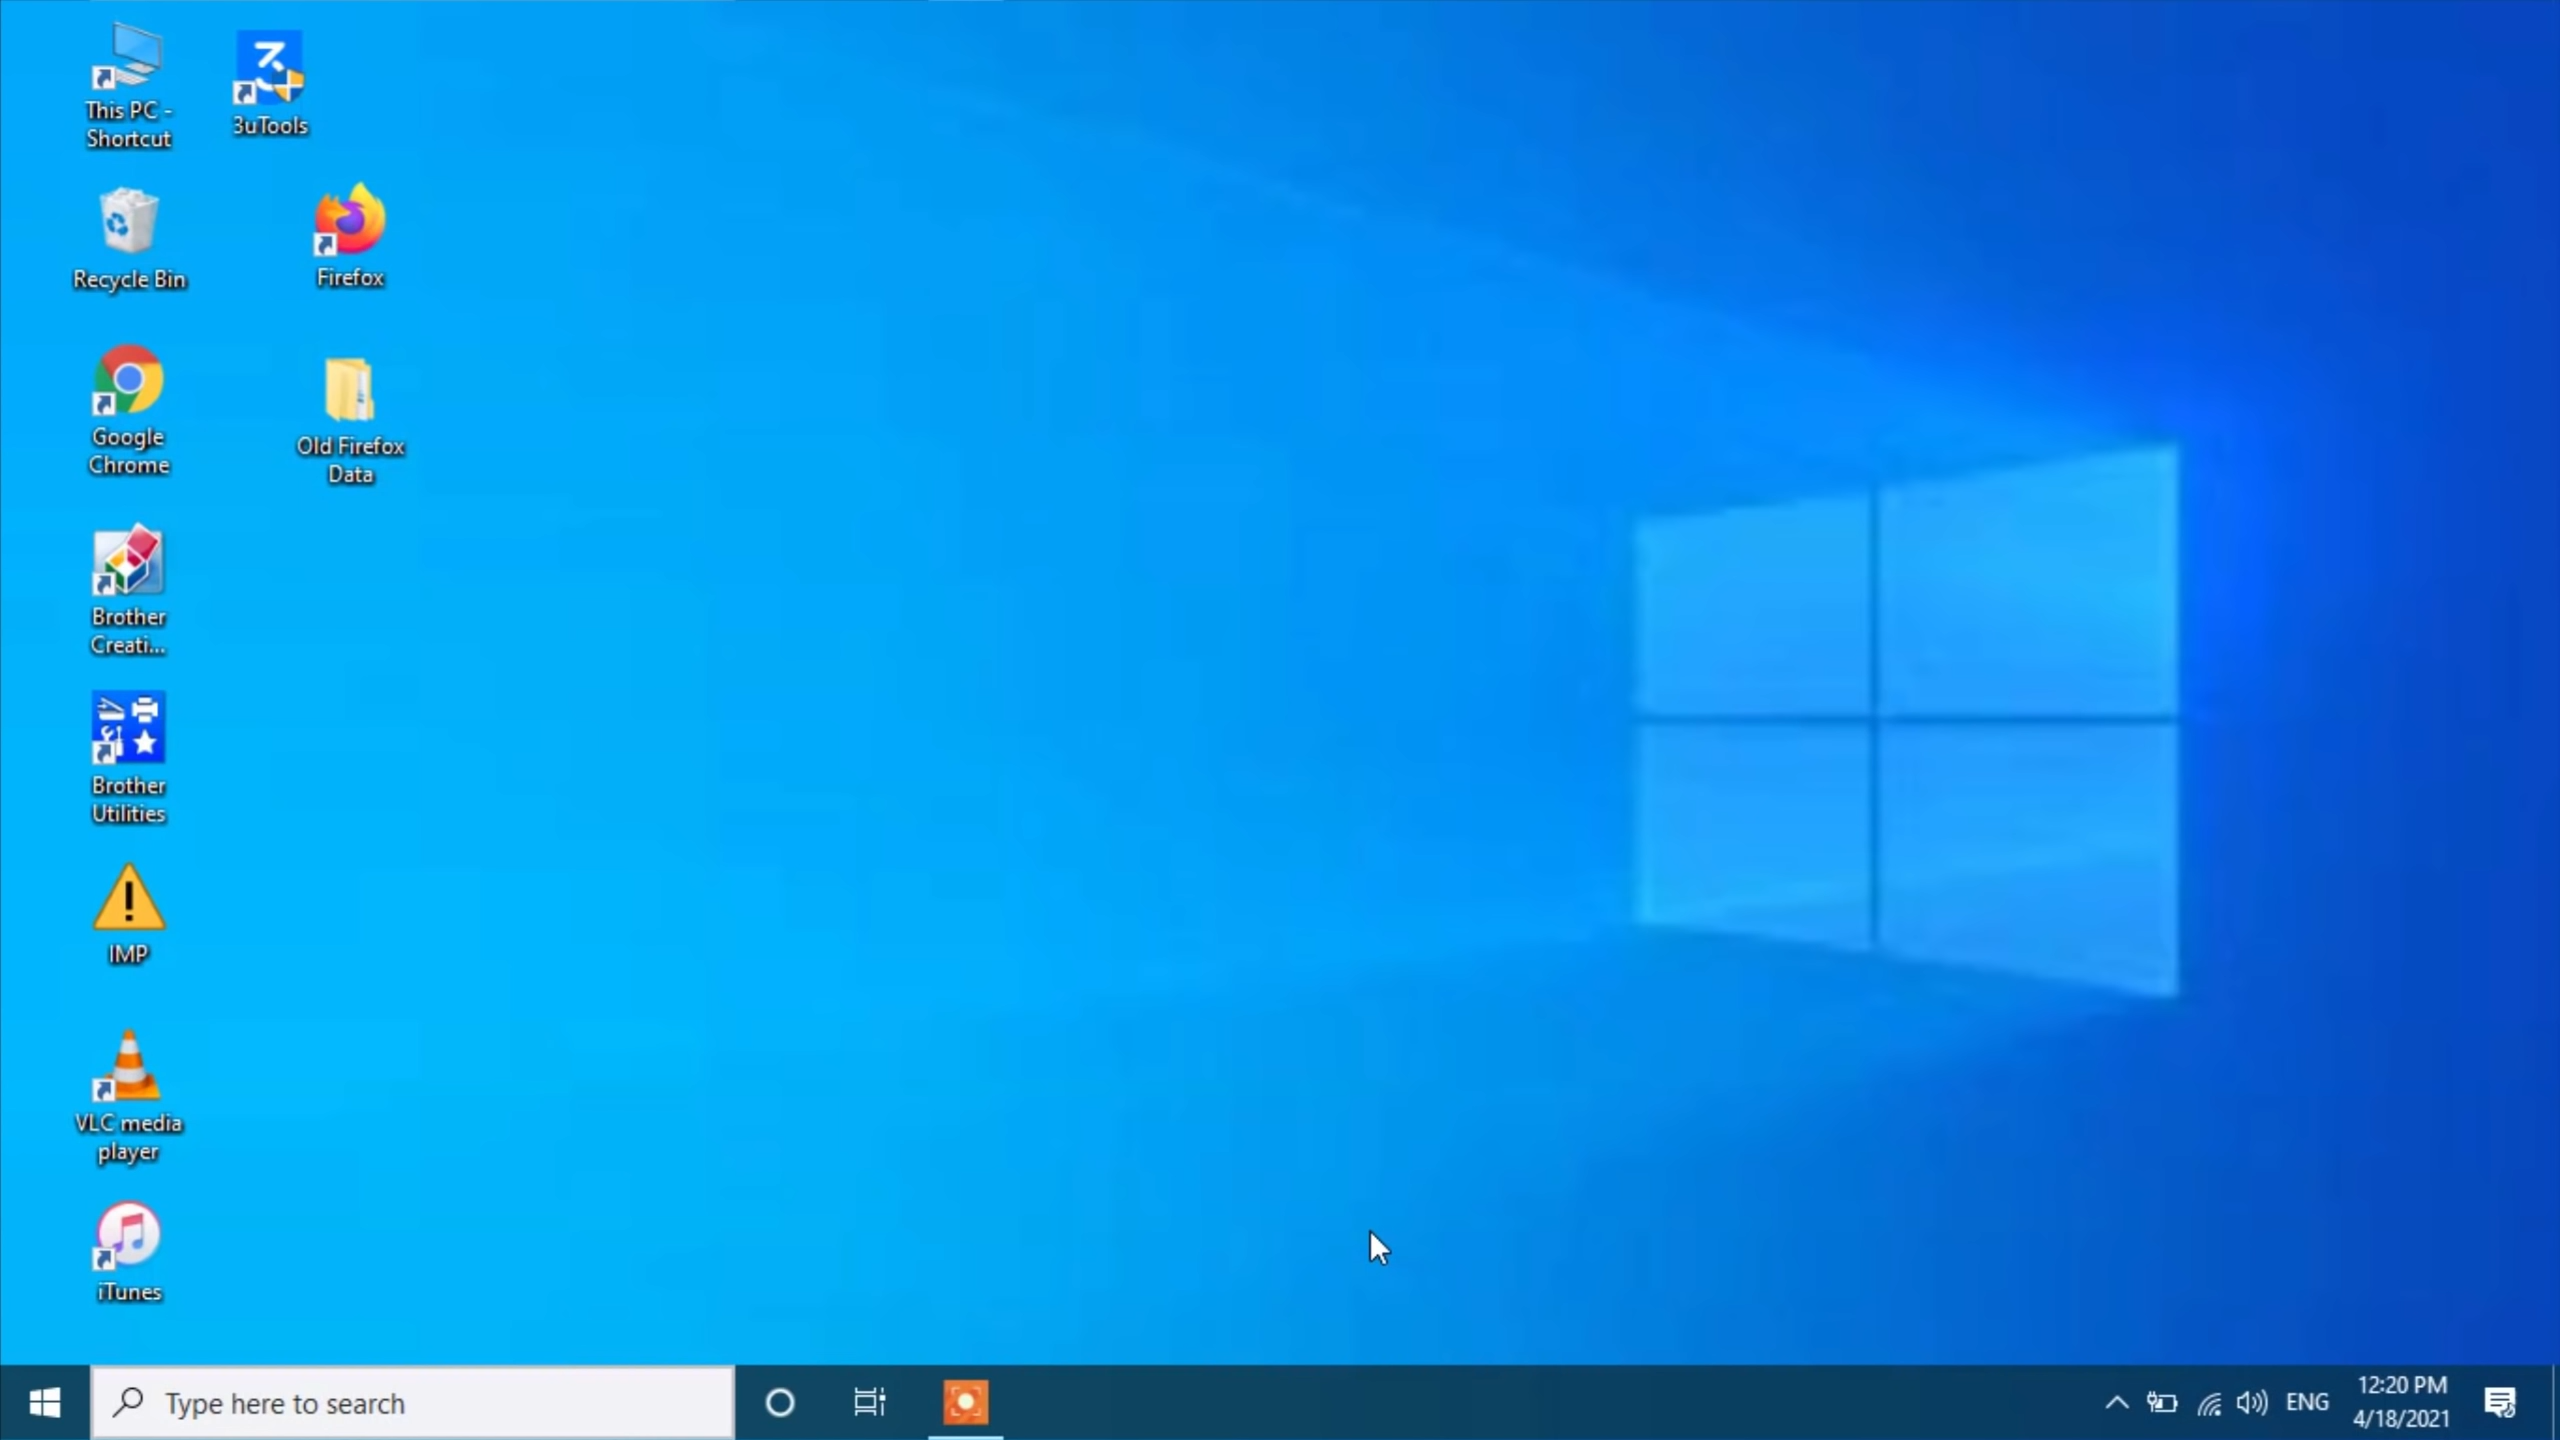 This PC -
Shortcut
3uTools
Recycle Bin
Firefox
Google
Chrome
Old Firefox
Data
Brother
Creati...
Brother
Utilities
IMP
VLC media
player
iTunes
Type here to search
ENG
12:20 PM
4/18/2021